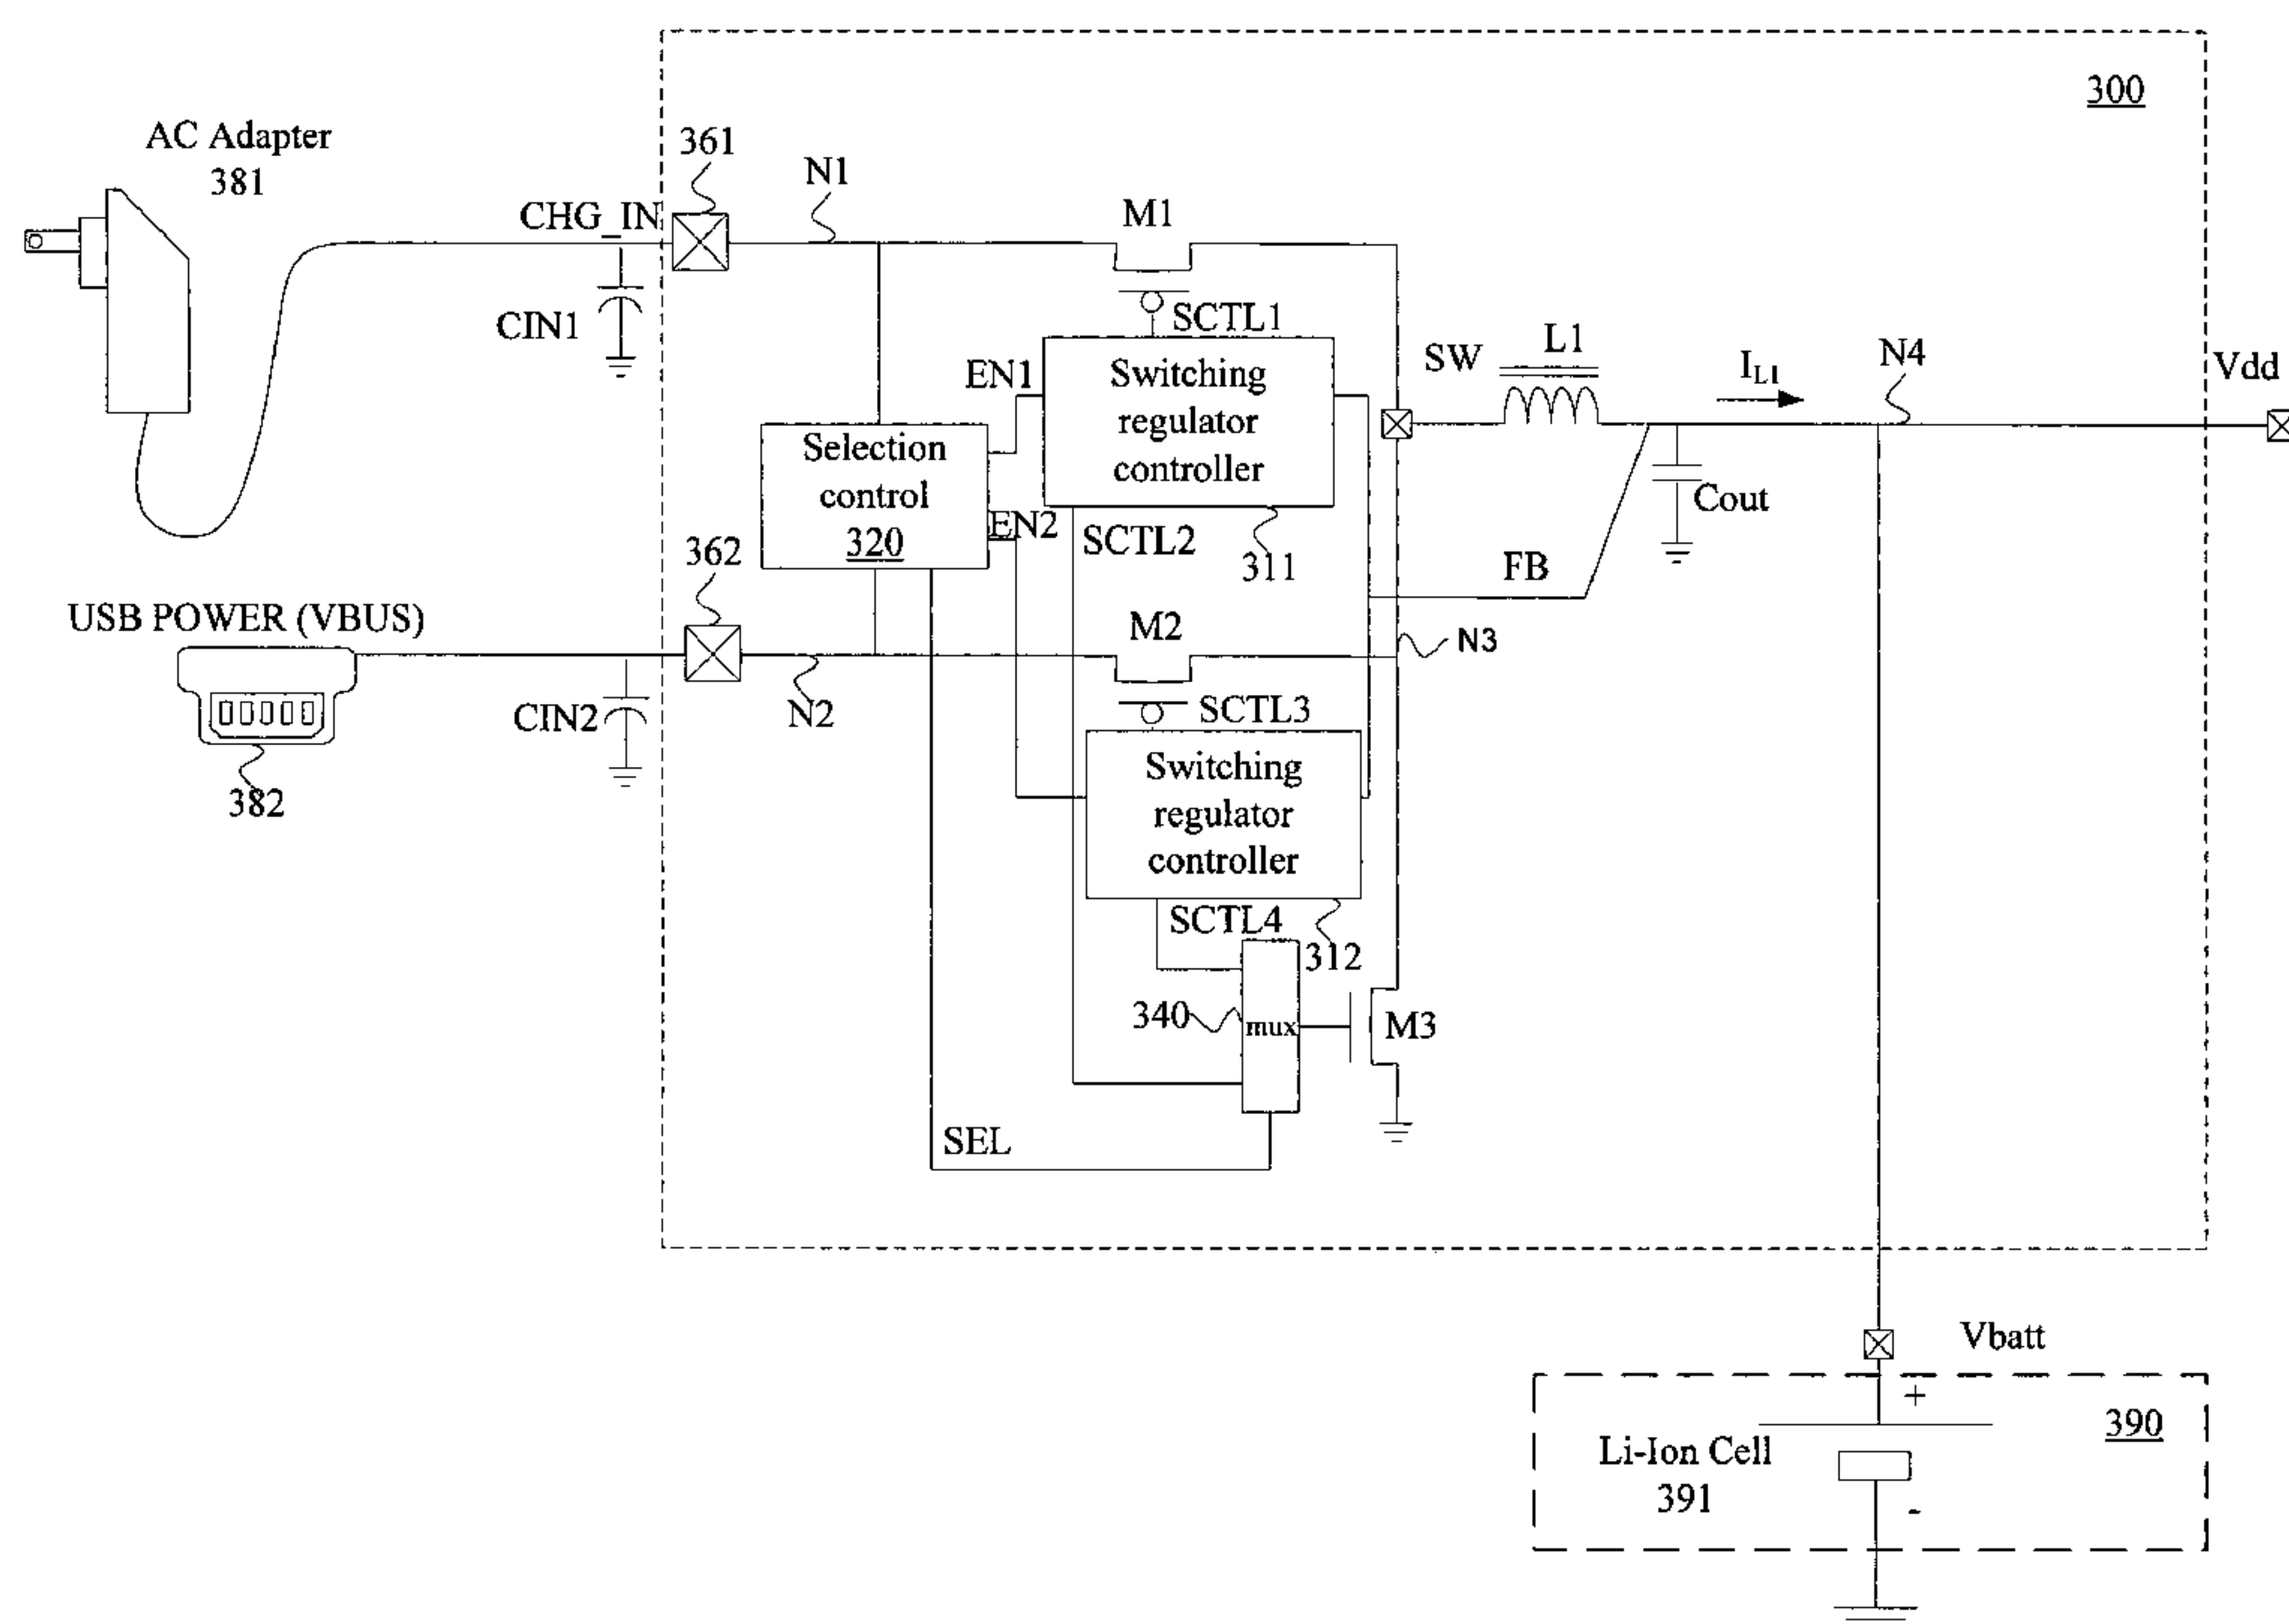 300
AC Adapter
381
361
N1
CHG_IN
M1
CIN1
SCTL1
EN1
Switching
regulator
controller
SW
L1
I_{L1}
N4
Vdd
Selection
control
320
EN2
SCTL2
311
Cout
FB
362
USB POWER (VBUS)
M2
N3
CIN2
N2
SCTL3
382
Switching
regulator
controller
SCTL4
312
340
mux
M3
SEL
Vbatt
+
390
Li-Ion Cell
391
-